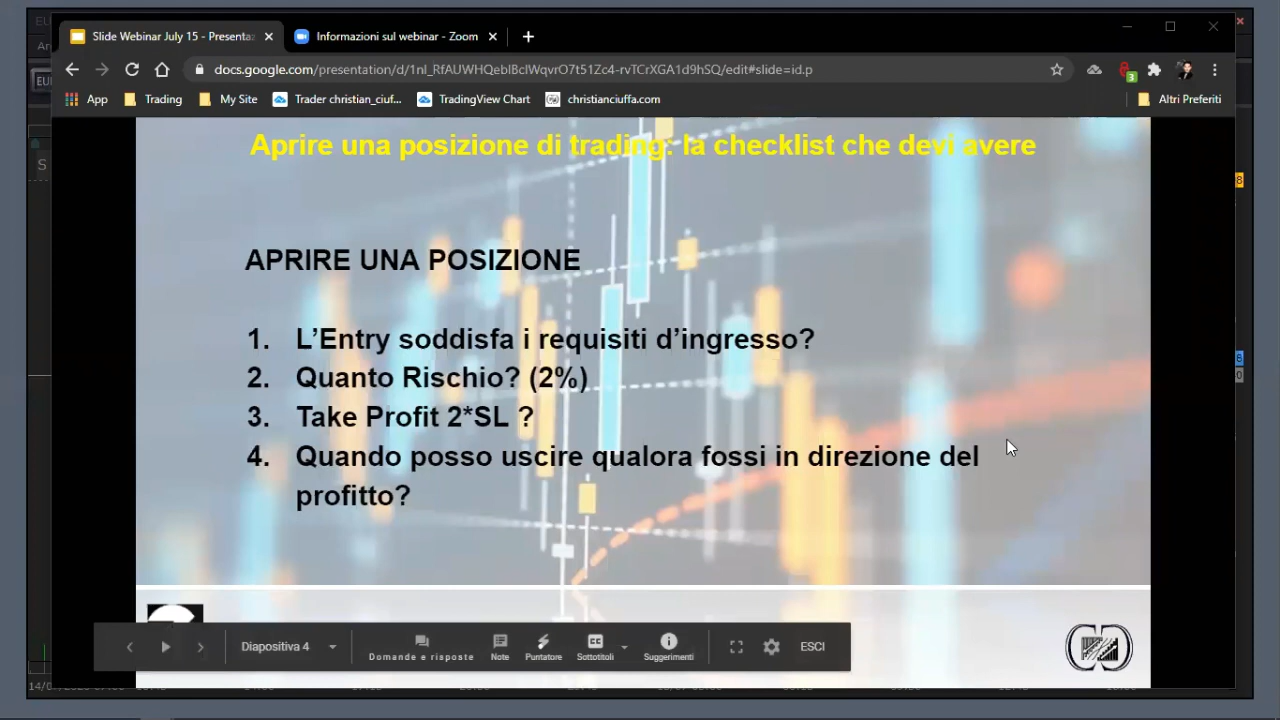 Slide Webinar July 15 - Presentaz
Informazioni sul webinar - Zoom
docs.google.com/presentation/d/1nI_RfAUWHQeblBclWqvrO7t51Zc4-rvTCrXGA1d9hSQ/edit#slide=id.p
3
App
Trading
My Site
Trader christian_ciuf...
TradingView Chart
christianciuffa.com
Altri Preferiti
Aprire una posizione di trading: la checklist che devi avere
APRIRE UNA POSIZIONE
1. L’Entry soddisfa i requisiti d’ingresso?
2. Quanto Rischio? (2%)
3. Take Profit 2*SL ?
4. Quando posso uscire qualora fossi in direzione del
profitto?
Diapositiva 4
Domande e risposte
Note
Puntatore
Sottotitoli
Suggerimenti
ESCI